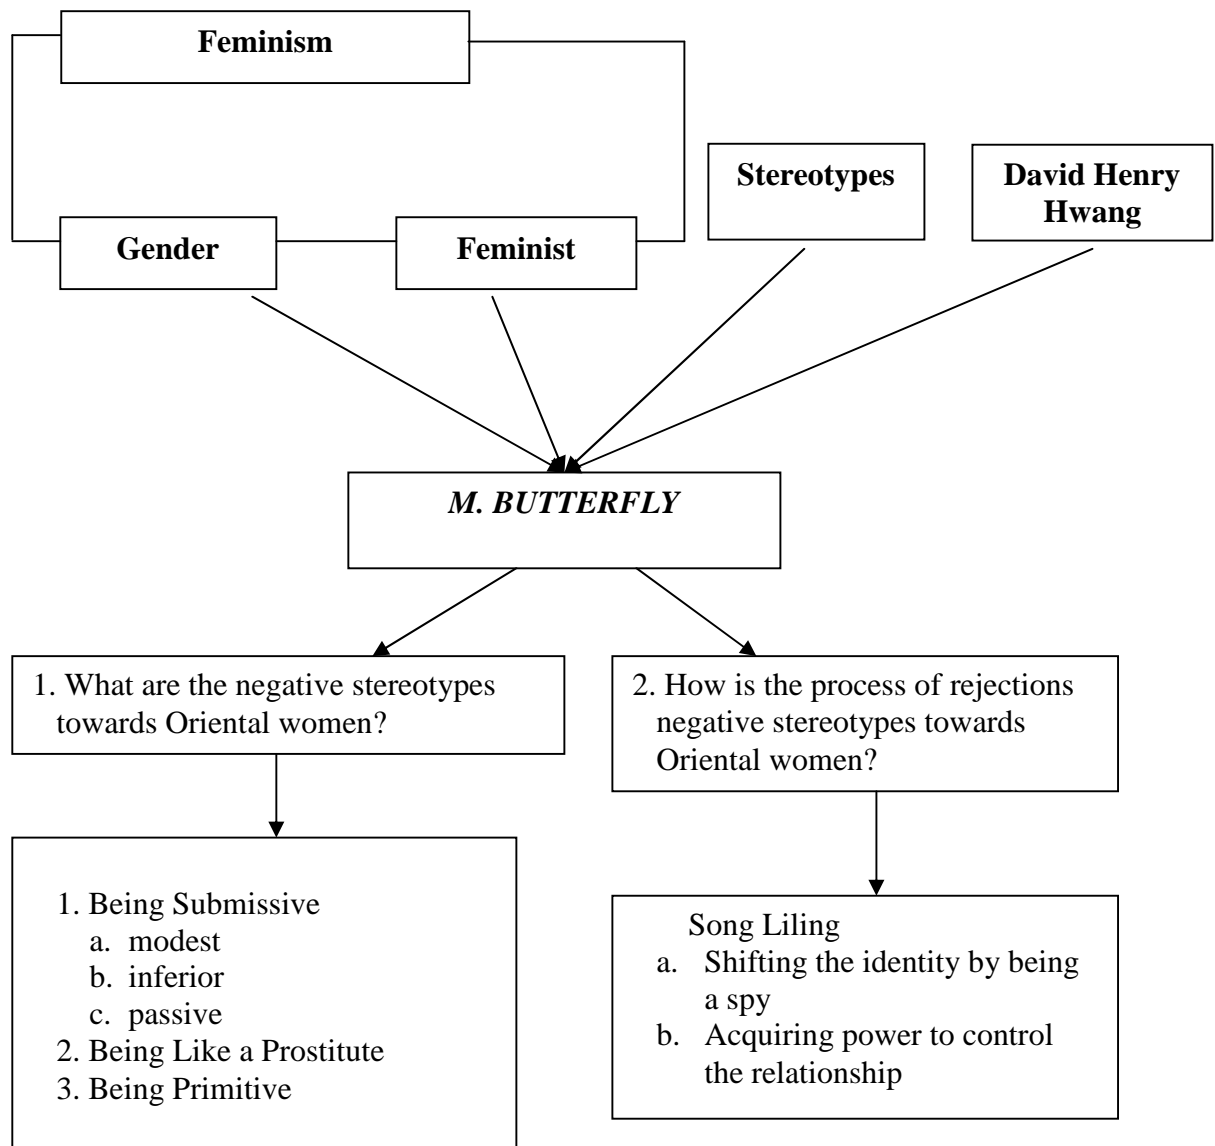 Feminism
Stereotypes
David Henry
Hwang
Gender
Feminist
M. BUTTERFLY
1. What are the negative stereotypes
towards Oriental women?
2. How is the process of rejections
negative stereotypes towards
Oriental women?
1. Being Submissive
a. modest
b. inferior
c. passive
2. Being Like a Prostitute
3. Being Primitive
Song Liling
a. Shifting the identity by being
a spy
b. Acquiring power to control
the relationship